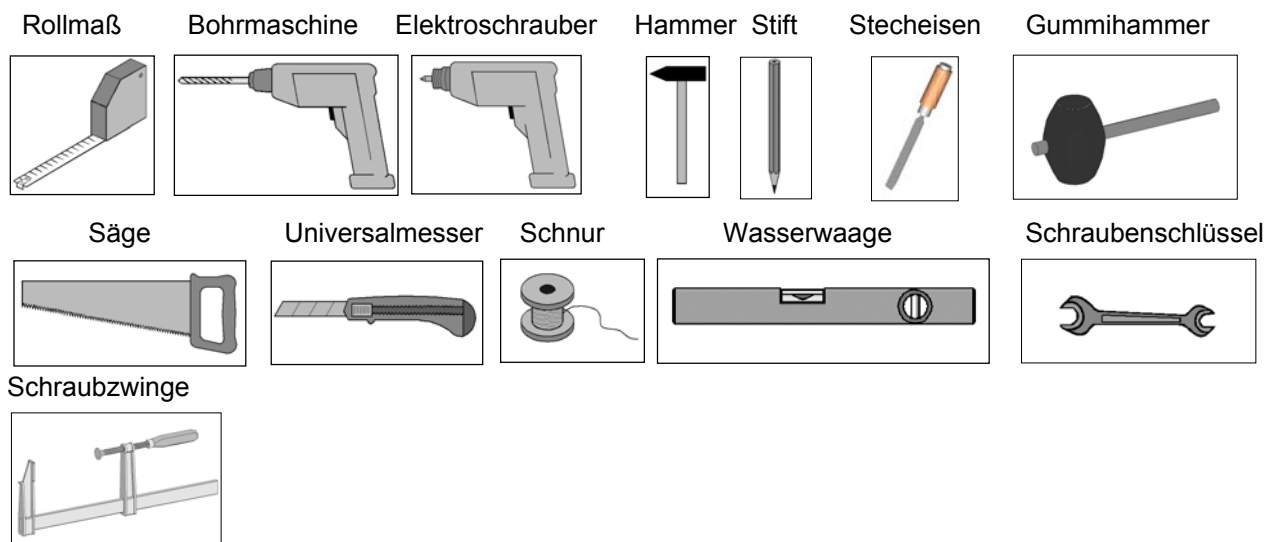 Rollmaß Bohrmaschine Elektroschrauber Hammer Stift Stecheisen Gummihammer
Säge Universalmesser Schnur Wasserwaage Schraubenschlüssel
Schraubzwinge